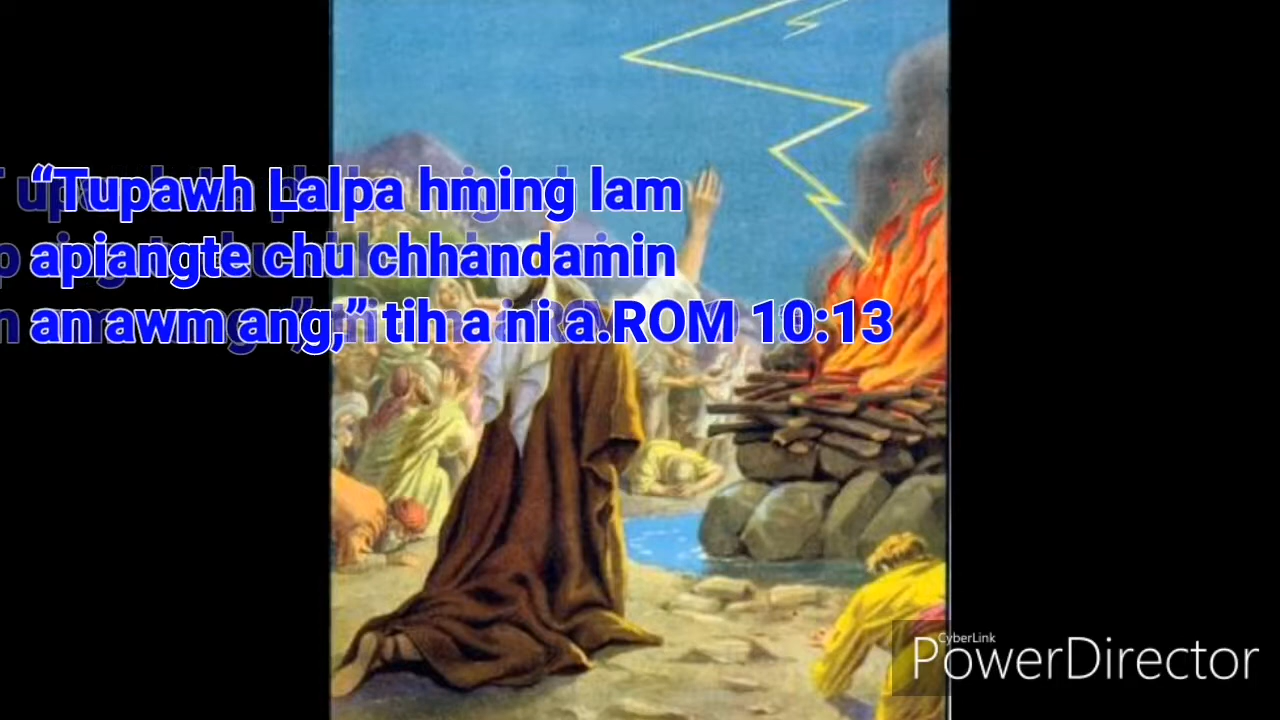 “Tupawh Lalpa hming lam
apiangte chu chhandamin
an awm ang,” tih a ni a.ROM 10:13
CyberLink
PowerDirector